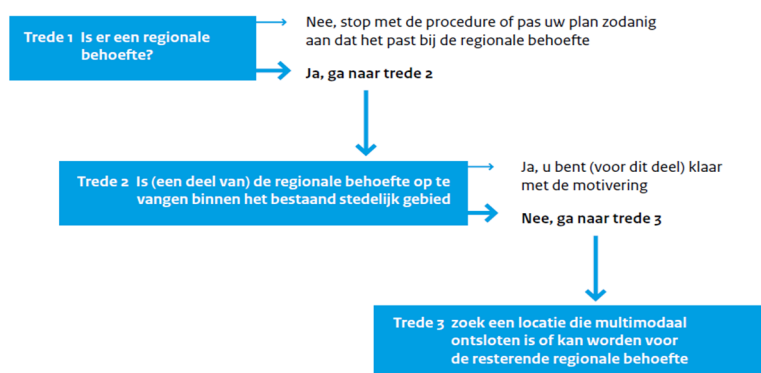 Trede 1 Is er een regionale
behoefte?
Nee, stop met de procedure of pas uw plan zodanig
aan dat het past bij de regionale behoefte
Ja, ga naar trede 2
Trede 2 Is (een deel van) de regionale behoefte op te
vangen binnen het bestaand stedelijk gebied
Ja, u bent (voor dit deel) klaar
met de motivering
Nee, ga naar trede 3
Trede 3 zoek een locatie die multimodaal
ontsloten is of kan worden voor
de resterende regionale behoefte